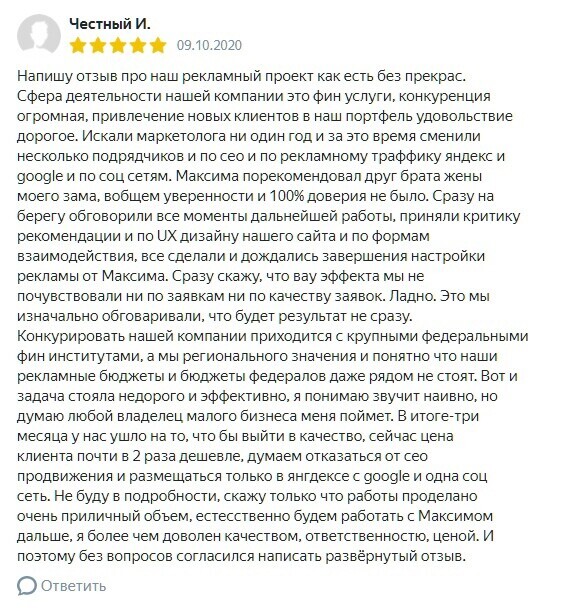 Честный И.
09.10.2020
Напишу отзыв про наш рекламный проект как есть без прекрас.
Сфера деятельности нашей компании это фин услуги, конкуренция
огромная, привлечение новых клиентов в наш портфель удовольствие
дорогое. Искали маркетолога ни один год и за это время сменили
несколько подрядчиков и по сео и по рекламному траффику яндекс и
google и по соц сетям. Максима порекомендовал друг брата жены
моего зама, вобщем уверенности и 100% доверия не было. Сразу на
берегу обговорили все моменты дальнейшей работы, приняли критику
рекомендации и по UX дизайну нашего сайта и по формам
взаимодействия, все сделали и дождались завершения настройки
рекламы от Максима. Сразу скажу, что вау эффекта мы не
почувствовали ни по заявкам ни по качеству заявок. Ладно. Это мы
изначально обговаривали, что будет результат не сразу.
Конкурировать нашей компании приходится с крупными федеральными
фин институтами, а мы регионального значения и понятно что наши
рекламные бюджеты и бюджеты федералов даже рядом не стоят. Вот и
задача стояла недорого и эффективно, я понимаю звучит наивно, но
думаю любой владелец малого бизнеса меня поймет. В итоге-три
месяца у нас ушло на то, что бы выйти в качество, сейчас цена
клиента почти в 2 раза дешевле, думаем отказаться от сео
продвижения и размещаться только в янгдексе с google и одна соц
сеть. Не буду в подробности, скажу только что работы проделано
очень приличный объем, естесственно будем работать с Максимом
дальше, я более чем доволен качеством, ответственностю, ценой. И
поэтому без вопросов согласился написать развёрнутый отзыв.
Ответить